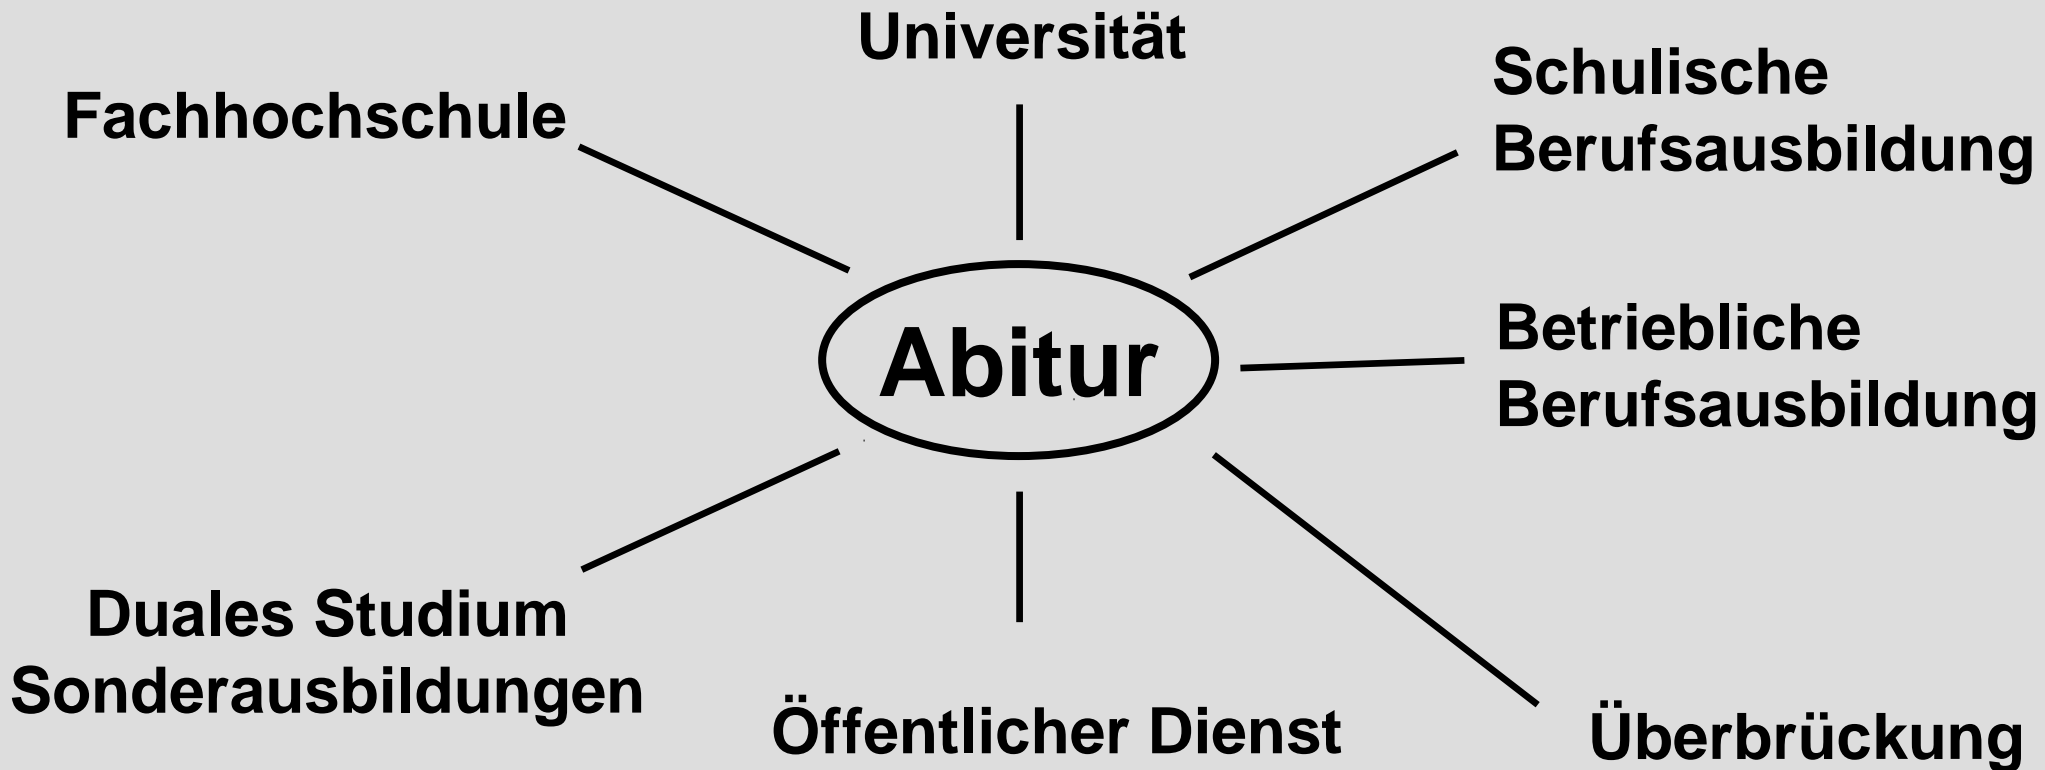 Universität
Fachhochschule
Schulische
Berufsausbildung
Abitur
Betriebliche
Berufsausbildung
Duales Studium
Sonderausbildungen
Öffentlicher Dienst
Überbrückung